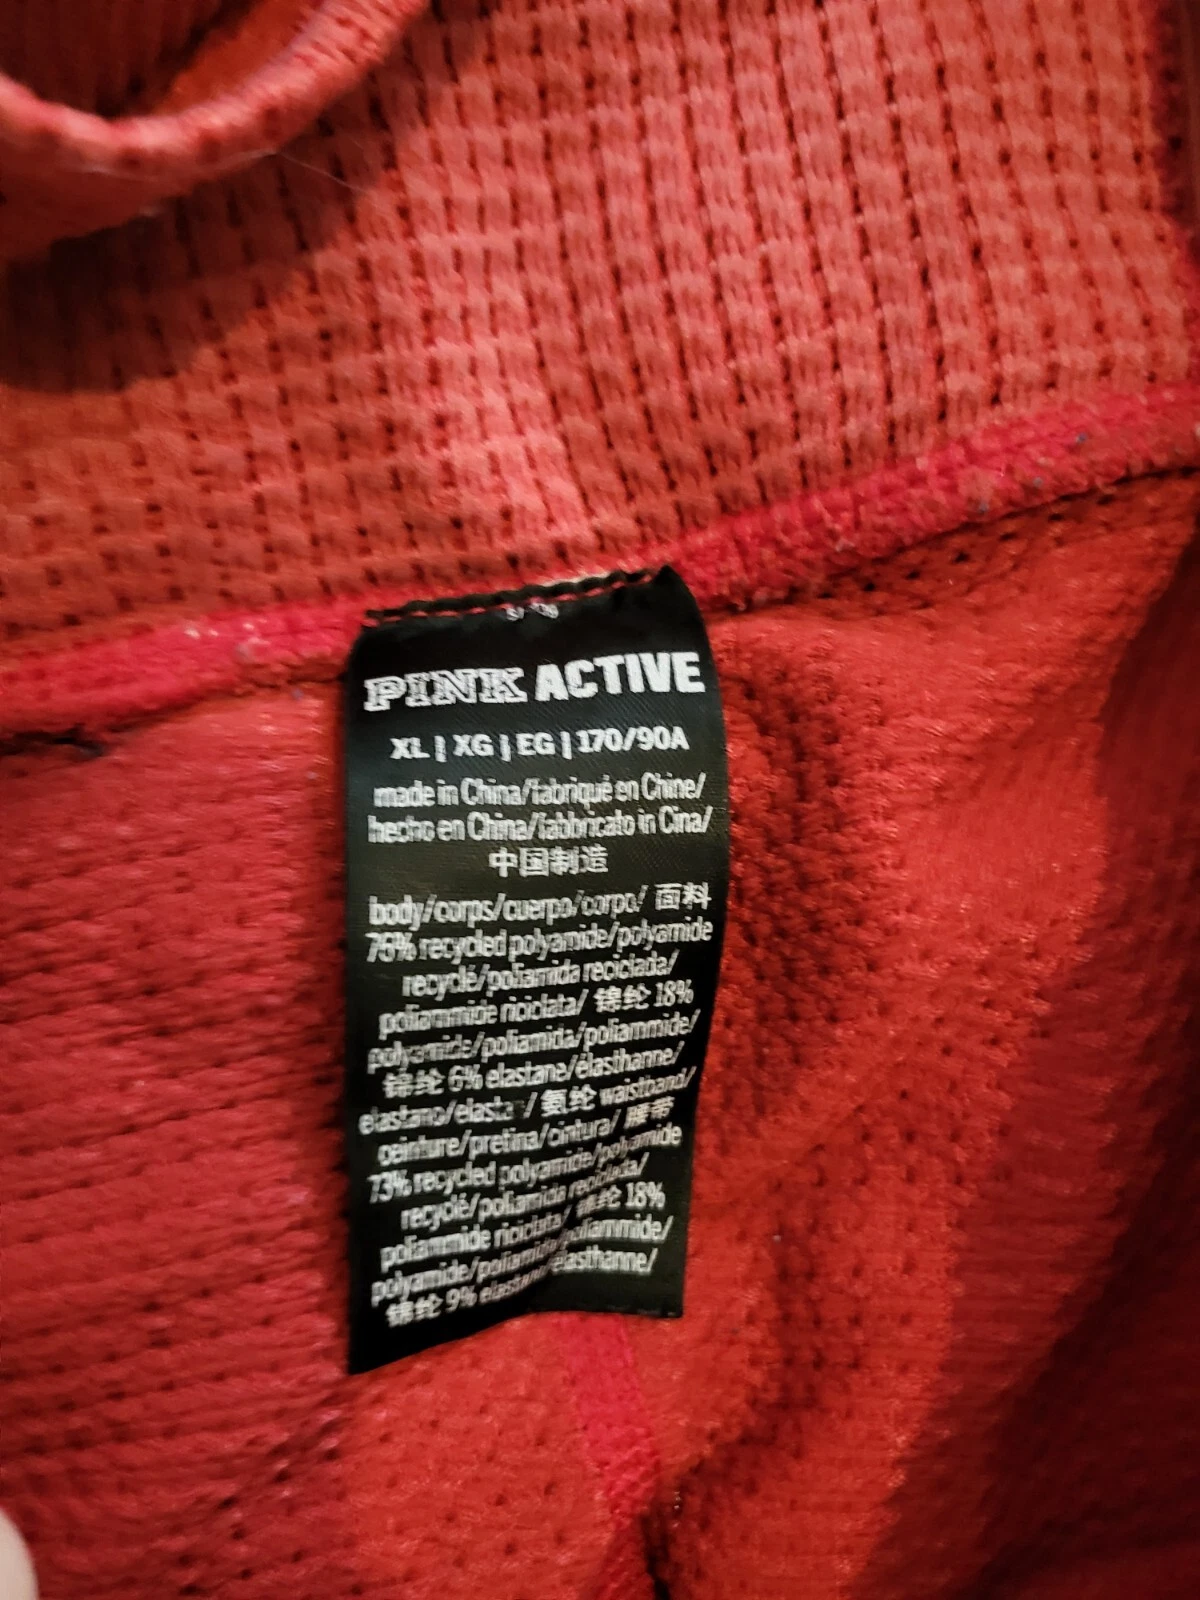 PINK ACTIVE
XL | XG | EG | 170/90A
made in China/fabriqué en Chine/
hecho en China/fabbricato in Cina/
中国制造
body/corps/cuerpo/corpo/ 面料
76% recycled polyamide/polyamide
recyclé/poliamida reciclada/
poliammide riciclata/ 锦纶 18%
polyamide/poliamida/poliammide/
锦纶 6% elastane/élasthanne/
elastano/elasta / 氨纶 waistband/
ceinture/pretina/cintura/ 腰带
73% recycled polyamide/polyamide
recyclé/poliamida reciclada/
poliammide riciclata/ 锦纶 18%
polyamide/poliamida/poliammide/
锦纶 9% elastane/élasthanne/